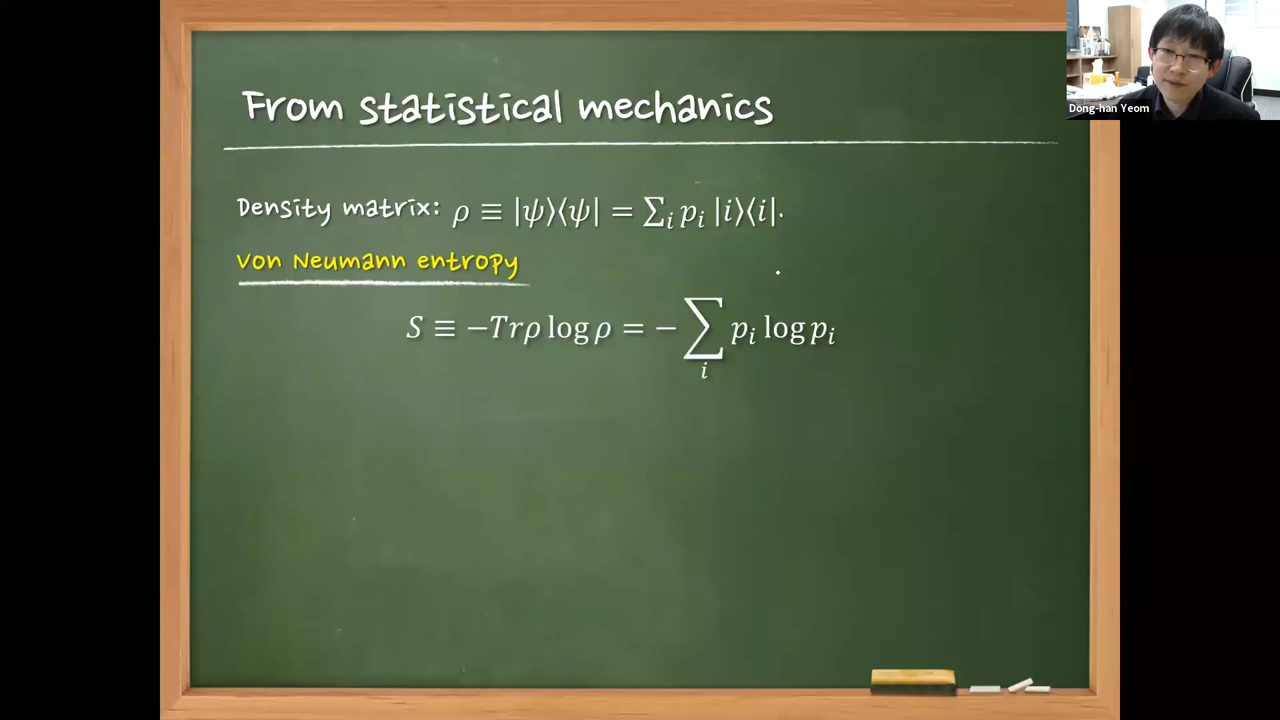 From statistical mechanics
Dong-han Yeom
Density matrix: ρ ≡ |ψ⟩⟨ψ| = ∑ᵢ pᵢ |i⟩⟨i|.
Von Neumann entropy
S ≡ −Trρ log ρ = − ∑ᵢ pᵢ log pᵢ